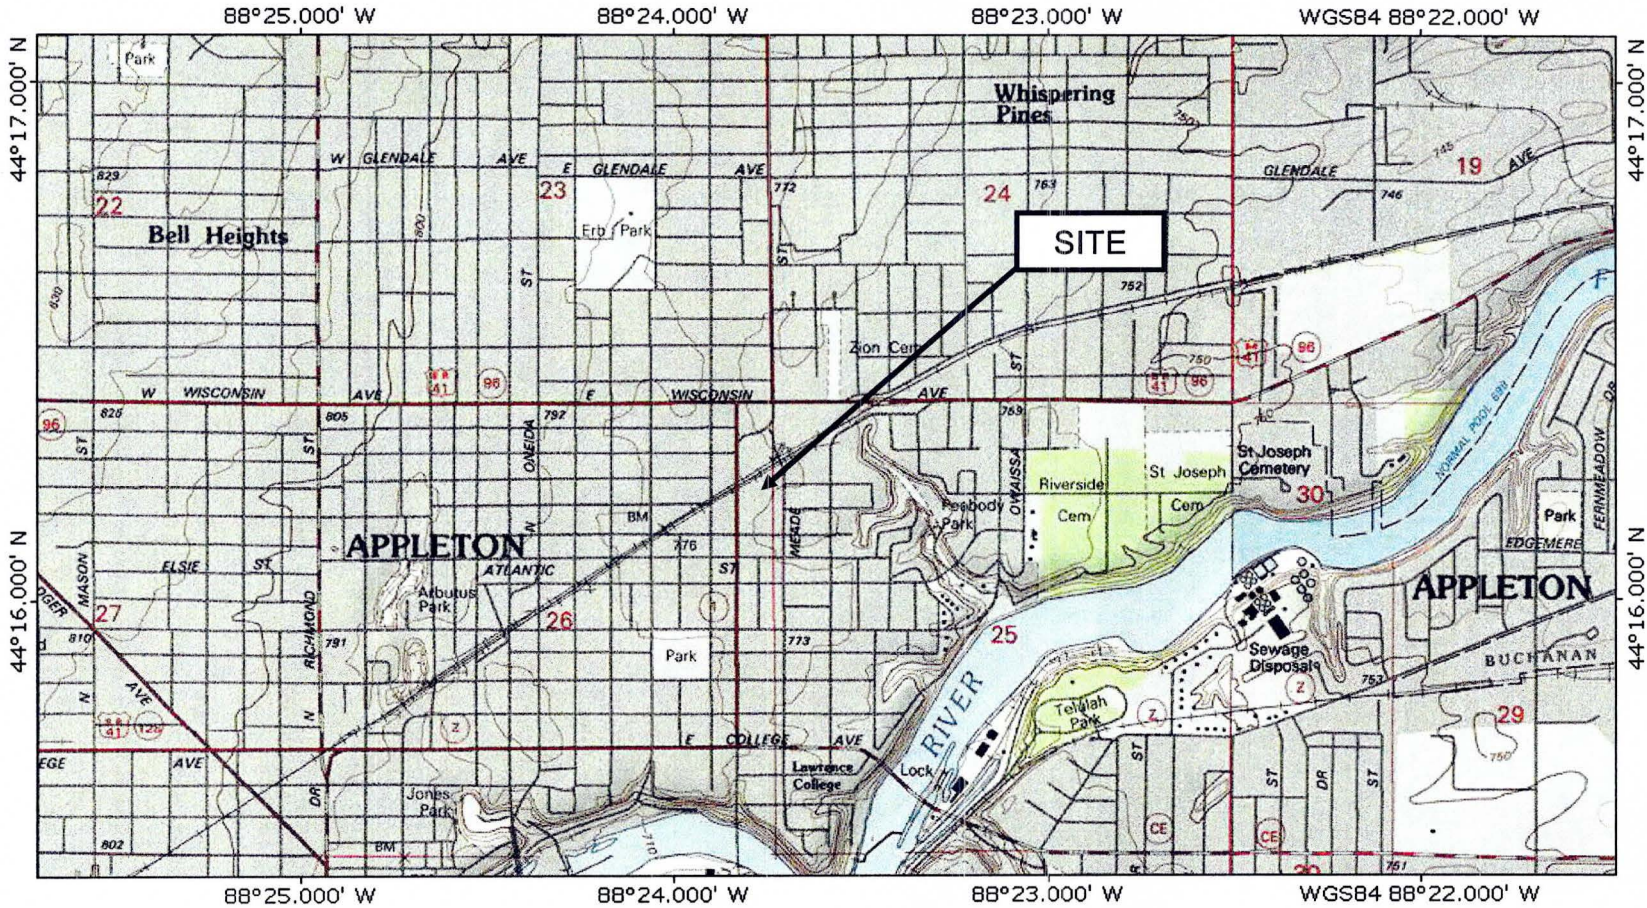 88°25.000' W 88°24.000' W 88°23.000' W WGS84 88°22.000' W
44°17.000' N
44°17.000' N
Park
Whispering
Pines
750
745
19
W GLENDALE AVE
E GLENDALE AVE
GLENDALE AVE
829
22
23
772
24
763
746
Bell Heights
800
Erb Park
ST
ST
SITE
830
752
Zion Cem
ST
750
41
96
41
96
41
96
W WISCONSIN AVE
E WISCONSIN AVE
96
826
805
792
759
ST
ST
ONEIDA
N
OWAISSA
St Joseph
Cem
Riverside
Cem
St Joseph
Cemetery
30
NORMAL POOL 698
FERNMEADOW
Park
EDGEMERE
Peabody
Park
MEADE
BM
776
APPLETON
ATLANTIC ST
ELSIE ST
MASON
44°16.000' N
44°16.000' N
Arbutus
Park
1
26
27
810
RICHMOND
791
Park
773
25
APPLETON
Sewage
Disposal
BUCHANAN
753
Z
Z
Z
29
750
Telulah
Park
RIVER
N
N
AVE
41
125
E COLLEGE AVE
AVE
Lawrence
College
Lock
DR
Jones
Park
ST
ST
DR
ST
CE
CE
710
802
BM
751
88°25.000' W 88°24.000' W 88°23.000' W WGS84 88°22.000' W